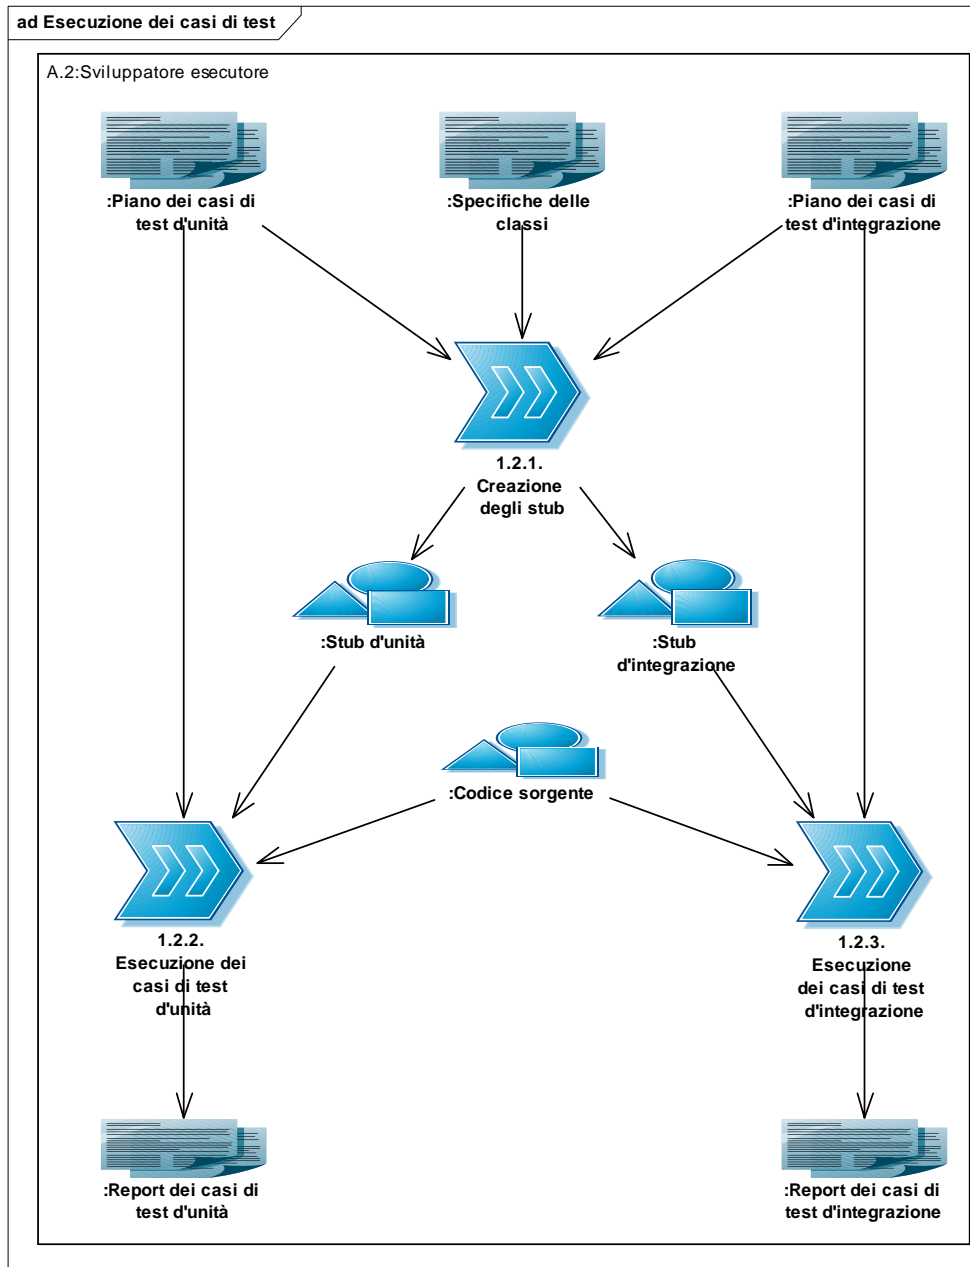 ad Esecuzione dei casi di test
A.2:Sviluppatore esecutore
:Piano dei casi di
test d'unità
:Specifiche delle
classi
:Piano dei casi di
test d'integrazione
1.2.1.
Creazione
degli stub
:Stub d'unità
:Stub
d'integrazione
:Codice sorgente
1.2.2.
Esecuzione dei
casi di test
d'unità
1.2.3.
Esecuzione
dei casi di test
d'integrazione
:Report dei casi di
test d'unità
:Report dei casi di
test d'integrazione